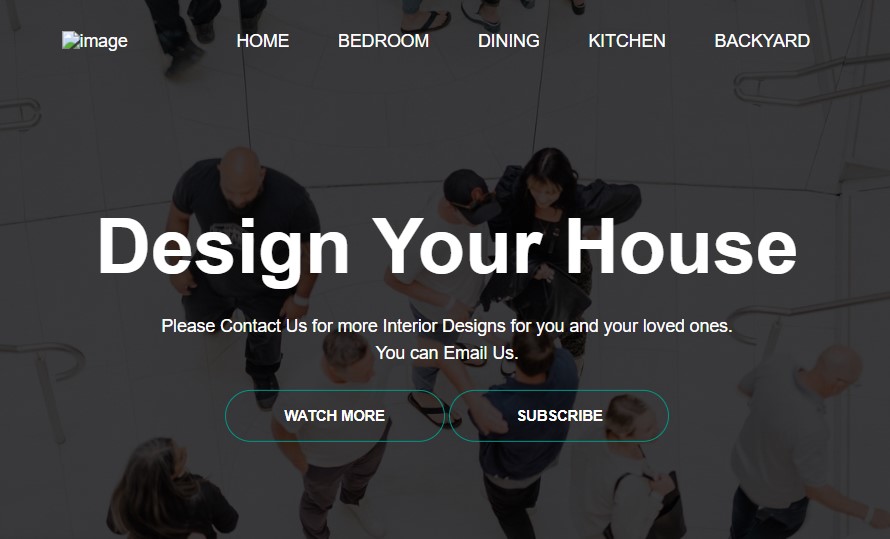 image HOME BEDROOM DINING KITCHEN BACKYARD
Design Your House
Please Contact Us for more Interior Designs for you and your loved ones.
You can Email Us.
WATCH MORE SUBSCRIBE